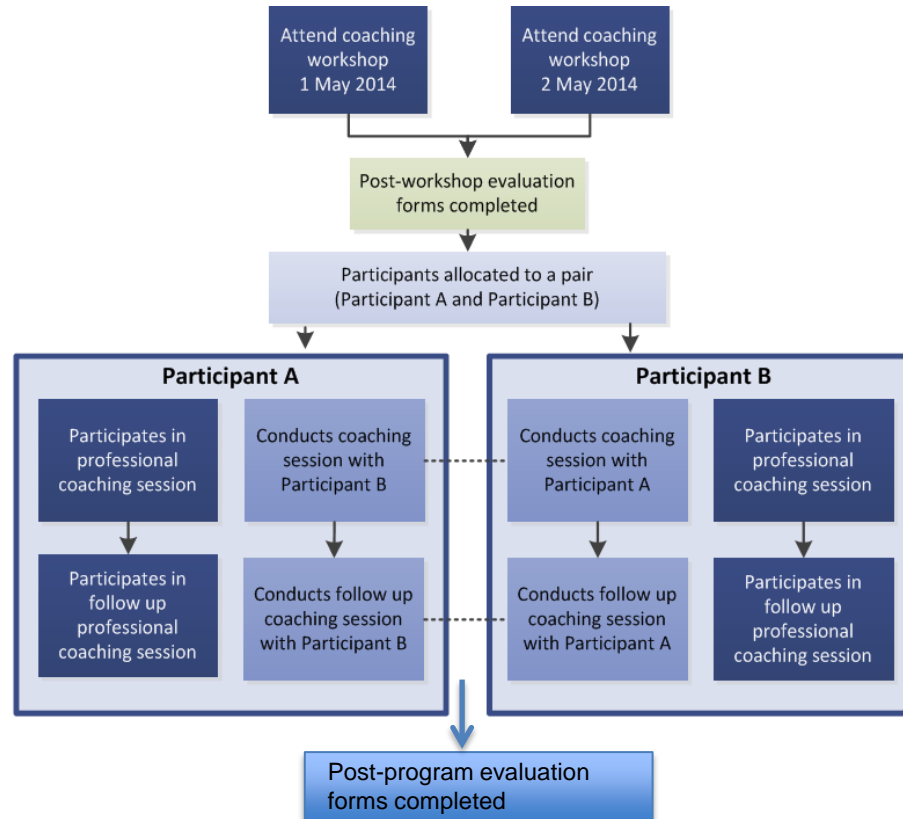 Attend coaching
workshop
1 May 2014
Attend coaching
workshop
2 May 2014
Post-workshop evaluation
forms completed
Participants allocated to a pair
(Participant A and Participant B)
Participant A
Participates in
professional
coaching session
Conducts coaching
session with
Participant B
Participates in
follow up
professional
coaching session
Conducts follow up
coaching session
with Participant B
Participant B
Conducts coaching
session with
Participant A
Participates in
professional
coaching session
Conducts follow up
coaching session
with Participant A
Participates in
follow up
professional
coaching session
Post-program evaluation
forms completed